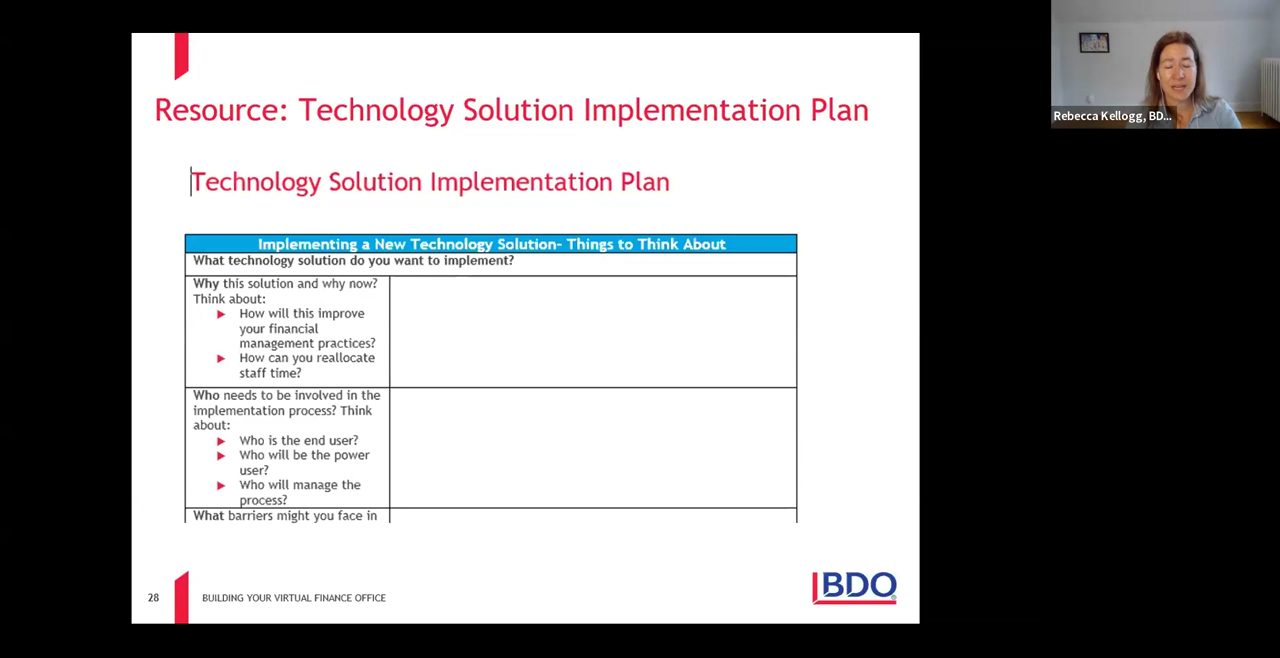 Resource: Technology Solution Implementation Plan
Technology Solution Implementation Plan
Implementing a New Technology Solution- Things to Think About
What technology solution do you want to implement?
Why this solution and why now?
Think about:
How will this improve
your financial
management practices?
How can you reallocate
staff time?
Who needs to be involved in the
implementation process? Think
about:
Who is the end user?
Who will be the power
user?
Who will manage the
process?
What barriers might you face in
28
BUILDING YOUR VIRTUAL FINANCE OFFICE
BDO
Rebecca Kellogg, BD...